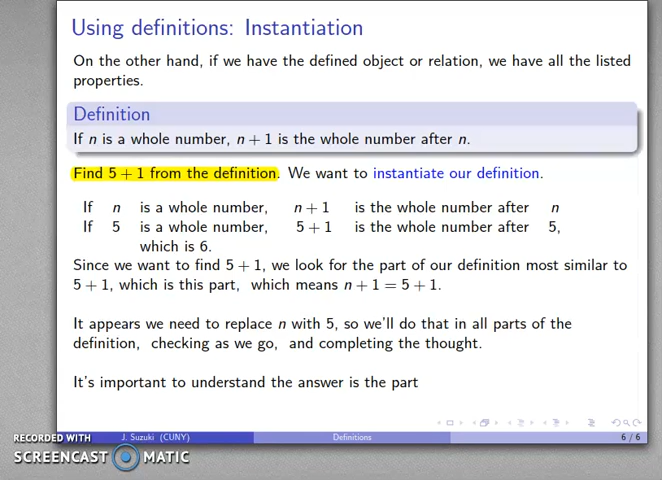 Using definitions: Instantiation
On the other hand, if we have the defined object or relation, we have all the listed
properties.
Definition
If n is a whole number, n + 1 is the whole number after n.
Find 5 + 1 from the definition. We want to instantiate our definition.
If n is a whole number, n + 1 is the whole number after n
If 5 is a whole number, 5 + 1 is the whole number after 5,
which is 6.
Since we want to find 5 + 1, we look for the part of our definition most similar to
5 + 1, which is this part, which means n + 1 = 5 + 1.
It appears we need to replace n with 5, so we'll do that in all parts of the
definition, checking as we go, and completing the thought.
It's important to understand the answer is the part
RECORDED WITH
J. Suzuki (CUNY) Definitions 6 / 6
SCREENCAST MATIC